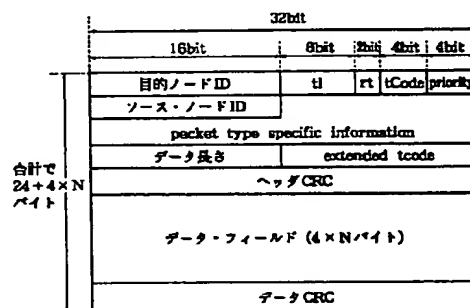 32bit
16bit 6bit 2bit 4bit 4bit
目的ノードID tl rt tCode priority
ソース・ノードID
packet type specific information
データ長さ extended tcode
ヘッダCRC
データ・フィールド (4×Nバイト)
データCRC
合計で
24+4×N
バイト